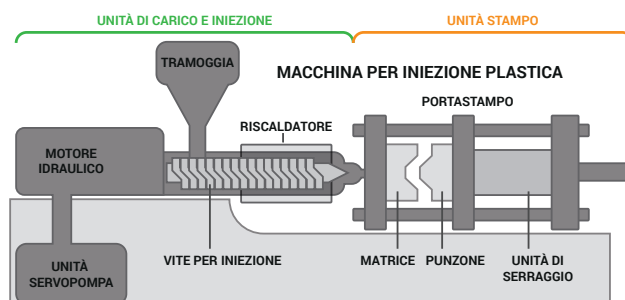 UNITÀ DI CARICO E INIEZIONE
UNITÀ STAMPO
TRAMOGGIA
MACCHINA PER INIEZIONE PLASTICA
PORTASTAMPO
RISCALDATORE
MOTORE
IDRAULICO
VITE PER INIEZIONE
MATRICE
PUNZONE
UNITÀ DI
SERRAGGIO
UNITÀ
SERVOPOMPA